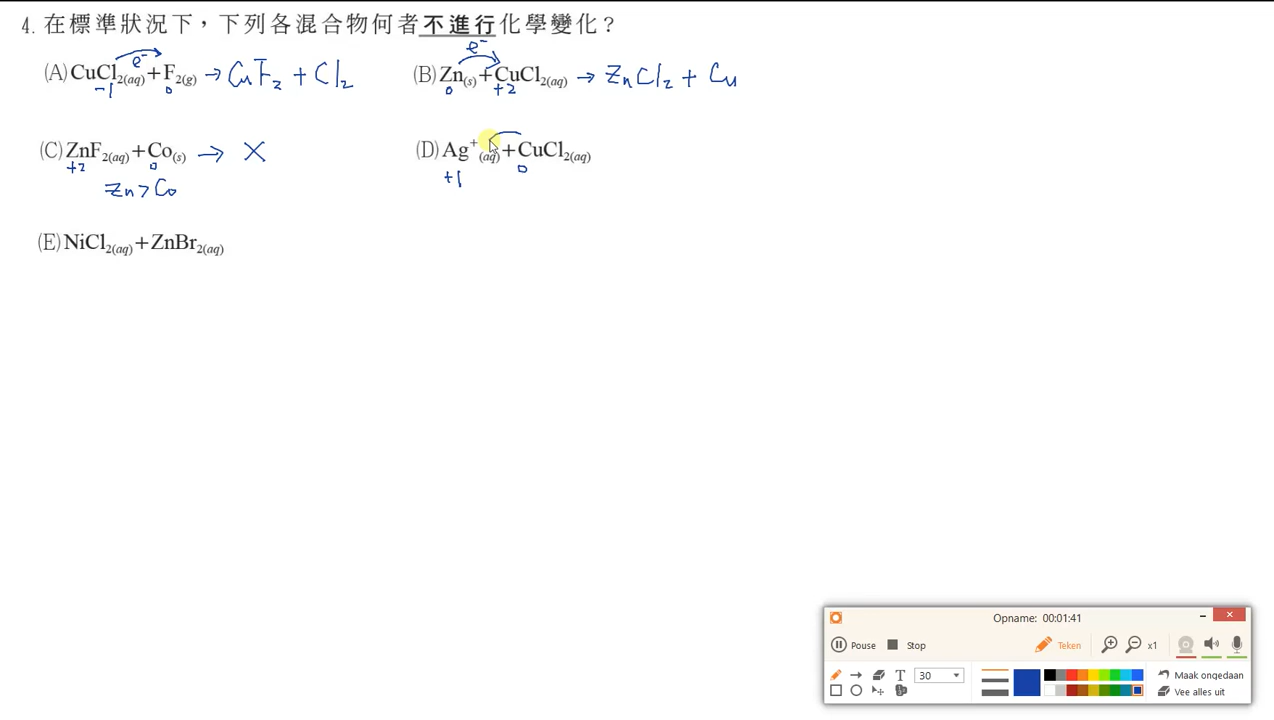 4. 在標準狀況下，下列各混合物何者不進行化學變化？
e⁻
(A)CuCl₂(aq)+F₂(g) → CuF₂ + Cl₂
-1 0
e⁻
(B)Zn(s)+CuCl₂(aq) → ZnCl₂ + Cu
0 +2
(C)ZnF₂(aq)+Co(s) → X
+2 0
Zn > Co
(D)Ag⁺(aq)+CuCl₂(aq)
+1 0
(E)NiCl₂(aq)+ZnBr₂(aq)
Opname: 00:01:41
Pause Stop Teken x1
T 30 Maak ongedaan
Vee alles uit